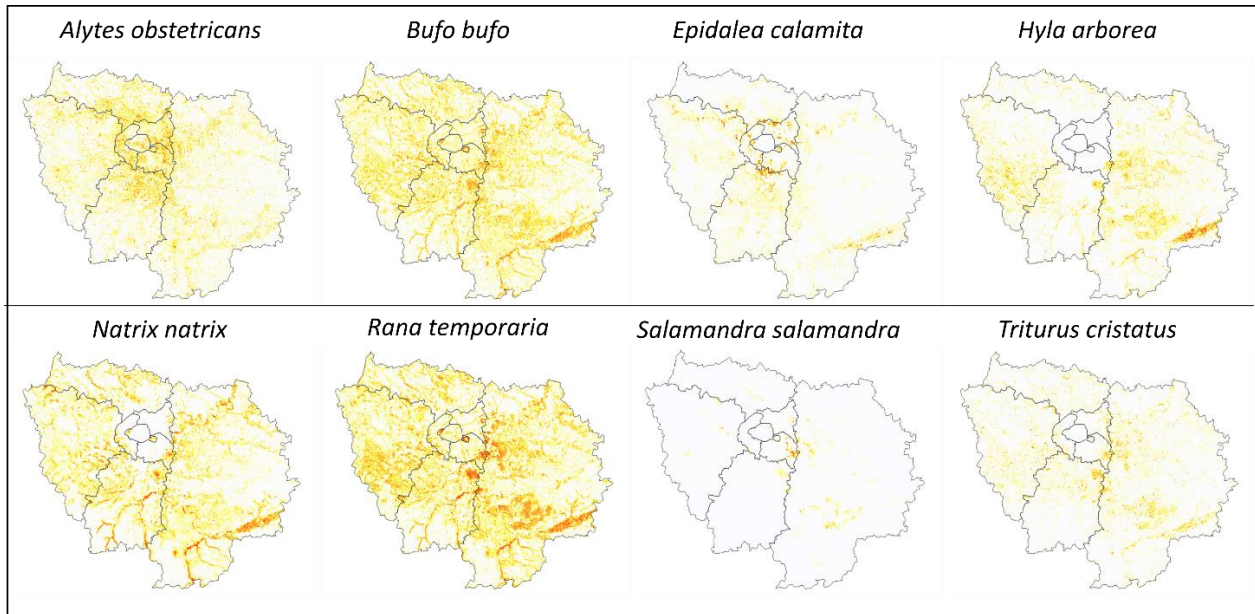 Alytes obstetricans
Bufo bufo
Epidalea calamita
Hyla arborea
Natrix natrix
Rana temporaria
Salamandra salamandra
Triturus cristatus